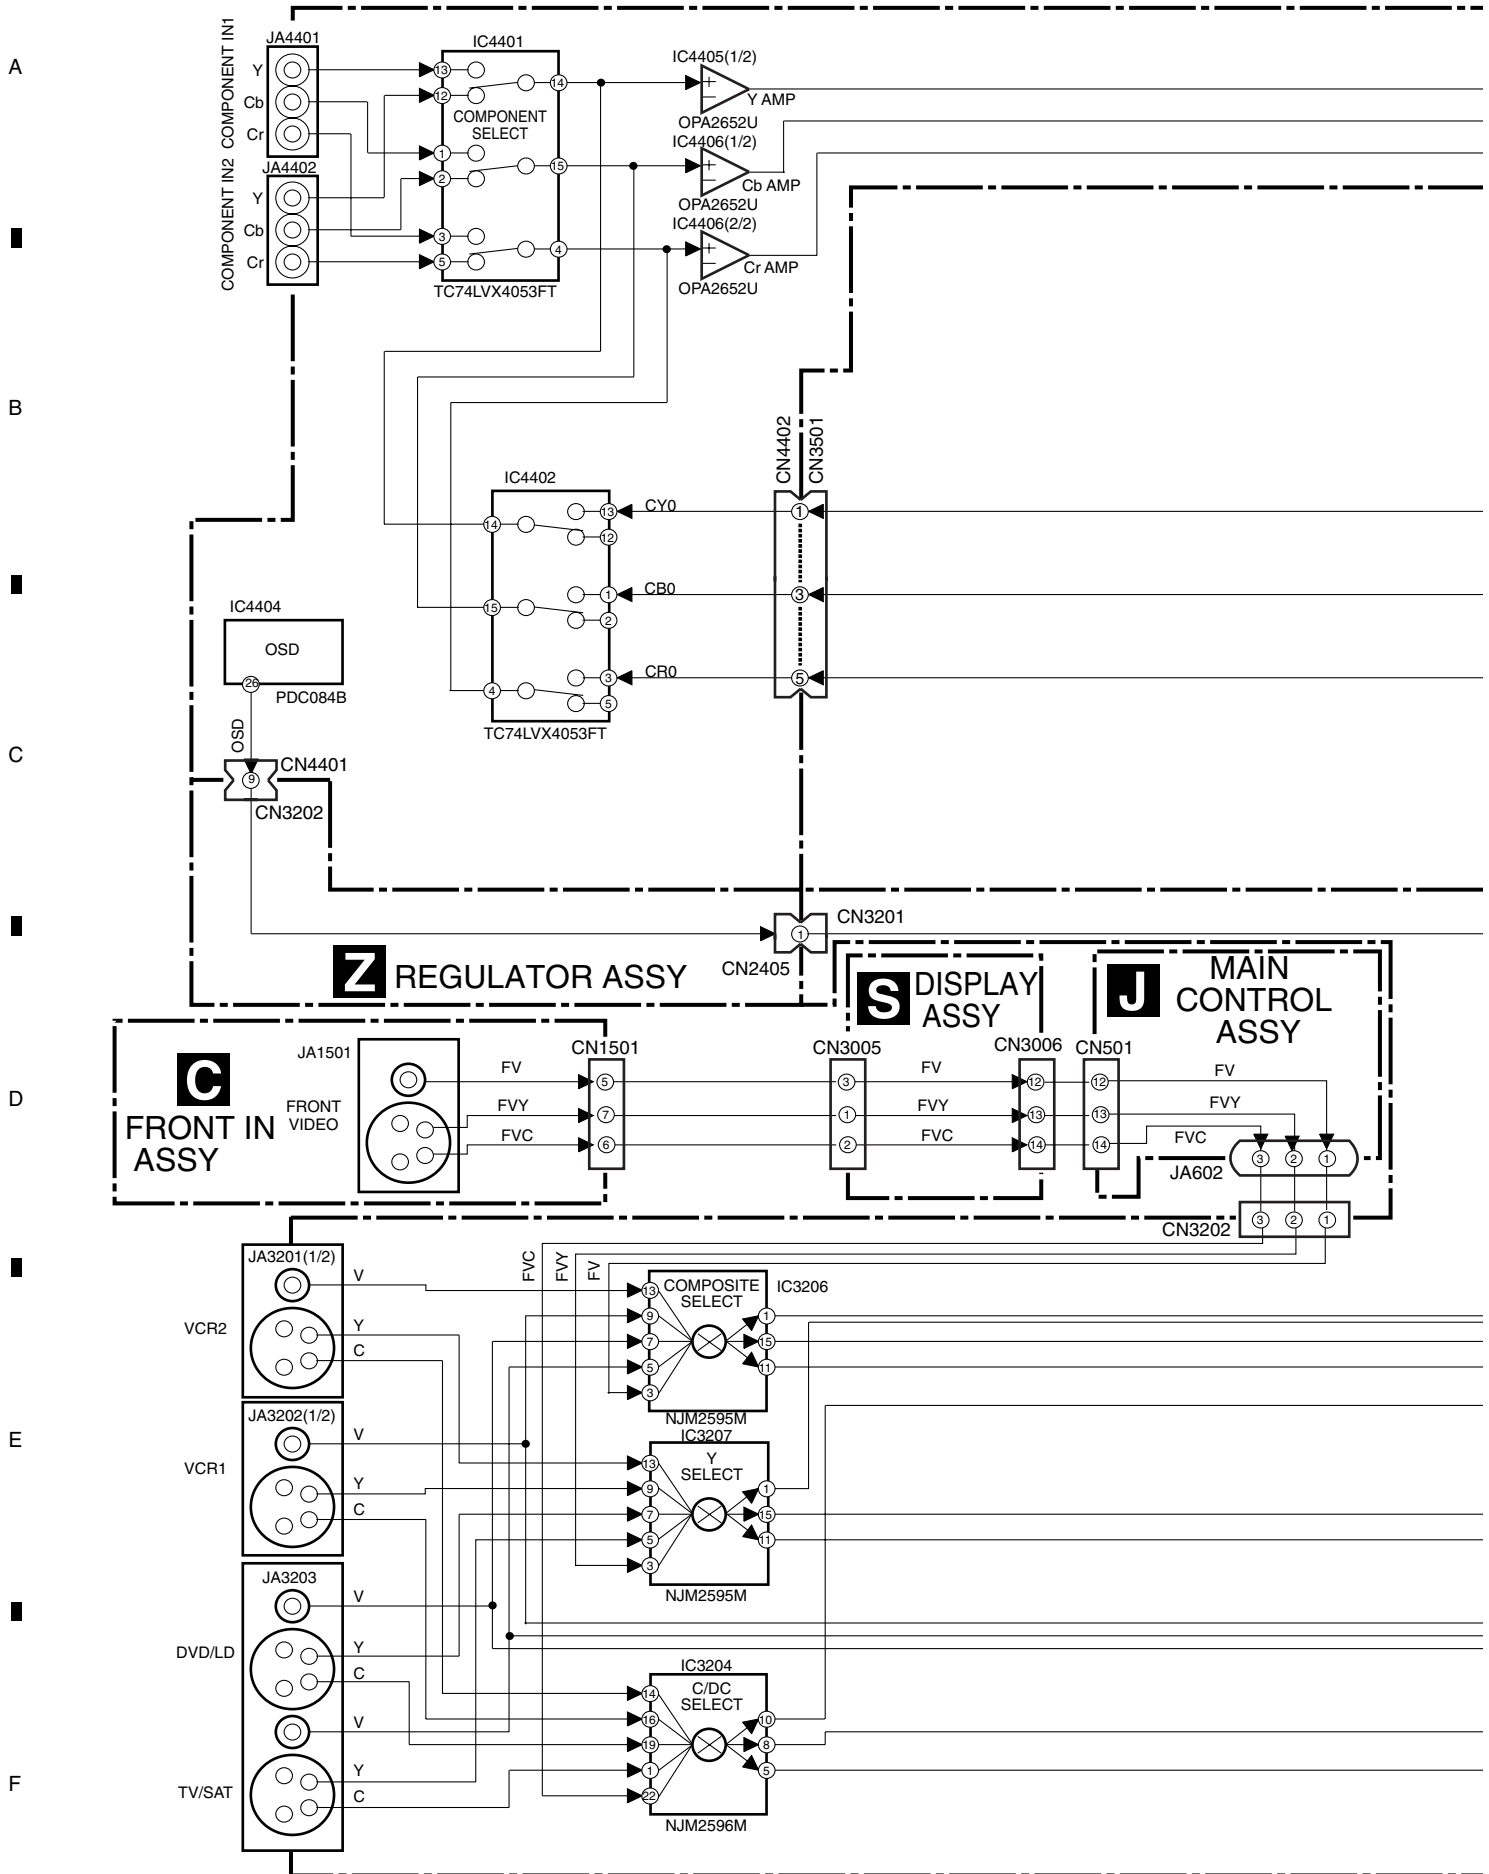 A
COMPONENT IN1
JA4401
Y
Cb
Cr
COMPONENT IN2
JA4402
Y
Cb
Cr
IC4401
13
12
14
COMPONENT
SELECT
1
2
15
3
5
4
TC74LVX4053FT
IC4405(1/2)
+
−
Y AMP
OPA2652U
IC4406(1/2)
+
−
Cb AMP
OPA2652U
IC4406(2/2)
+
−
Cr AMP
OPA2652U
B
CN4402
CN3501
IC4402
14
13
12
CY0
1
15
1
2
CB0
3
4
3
5
CR0
5
TC74LVX4053FT
IC4404
OSD
26
PDC084B
OSD
C
9
CN4401
CN3202
CN3201
1
CN2405
Z REGULATOR ASSY
S DISPLAY
ASSY
J MAIN
CONTROL
ASSY
D
C
FRONT IN
ASSY
JA1501
FRONT
VIDEO
FV
FVY
FVC
CN1501
5
7
6
CN3005
3
1
2
FV
FVY
FVC
CN3006
12
13
14
CN501
12
13
14
FV
FVY
FVC
JA602
3
2
1
CN3202
3
2
1
FVC
FVY
FV
JA3201(1/2)
VCR2
V
Y
C
COMPOSITE
SELECT
IC3206
13
9
7
5
3
1
15
11
NJM2595M
E
JA3202(1/2)
VCR1
V
Y
C
IC3207
Y
SELECT
13
9
7
5
3
1
15
11
NJM2595M
JA3203
DVD/LD
V
Y
C
F
TV/SAT
V
Y
C
IC3204
C/DC
SELECT
14
16
19
1
22
10
8
5
NJM2596M